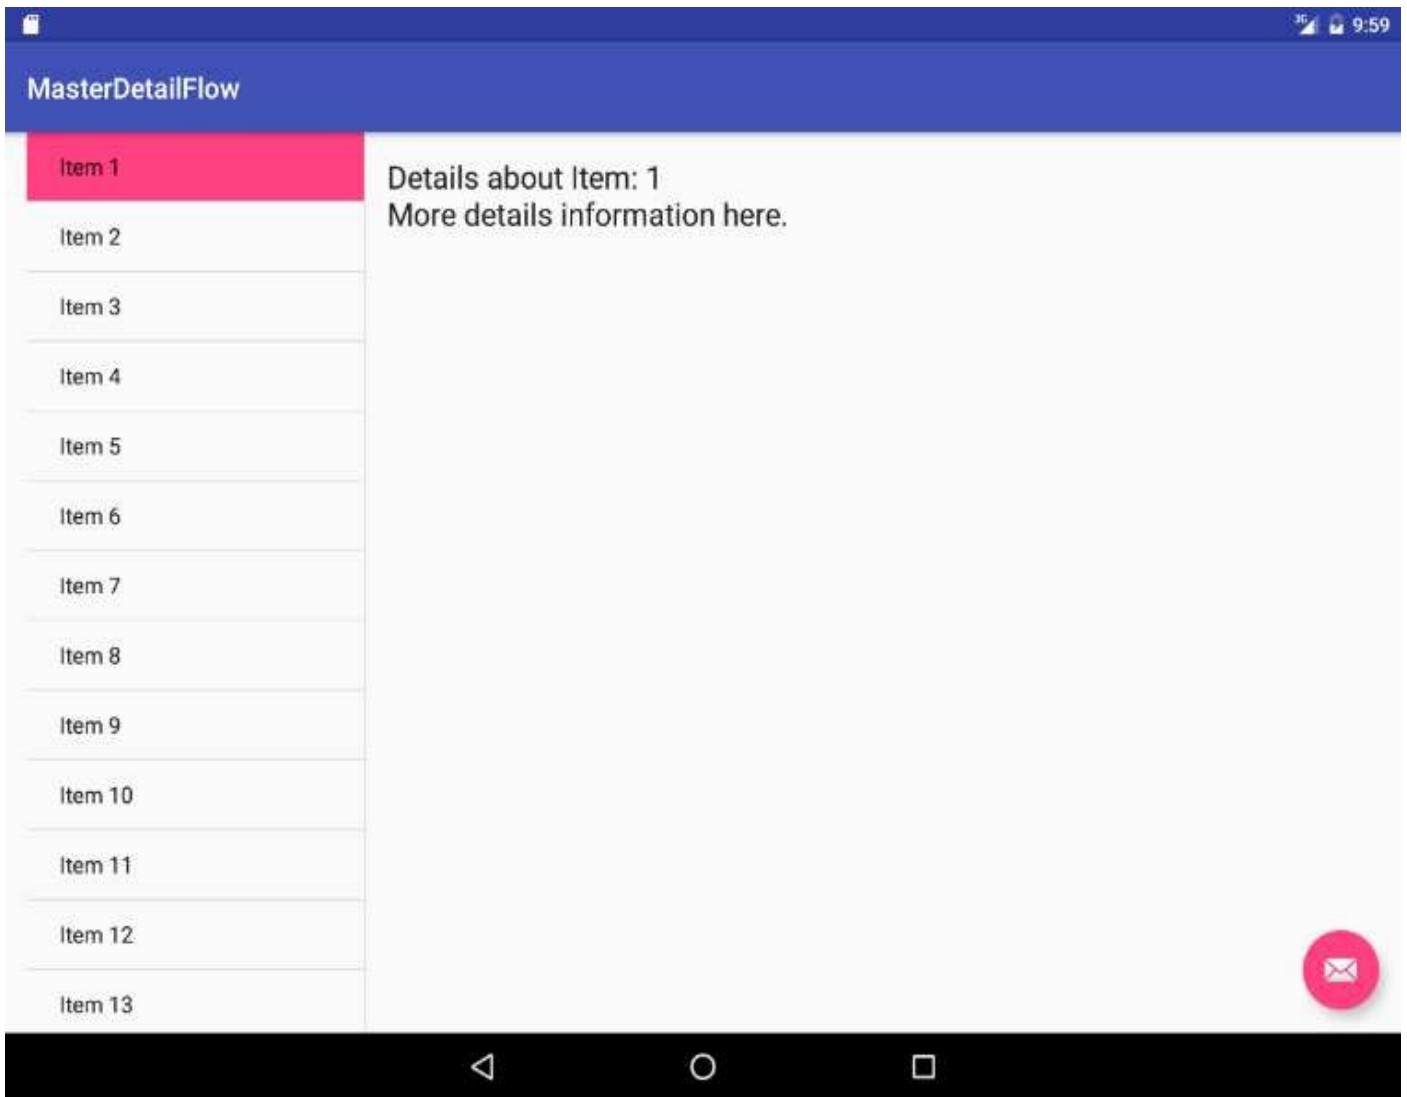 3G 9:59
MasterDetailFlow
Item 1
Item 2
Item 3
Item 4
Item 5
Item 6
Item 7
Item 8
Item 9
Item 10
Item 11
Item 12
Item 13
Details about Item: 1
More details information here.